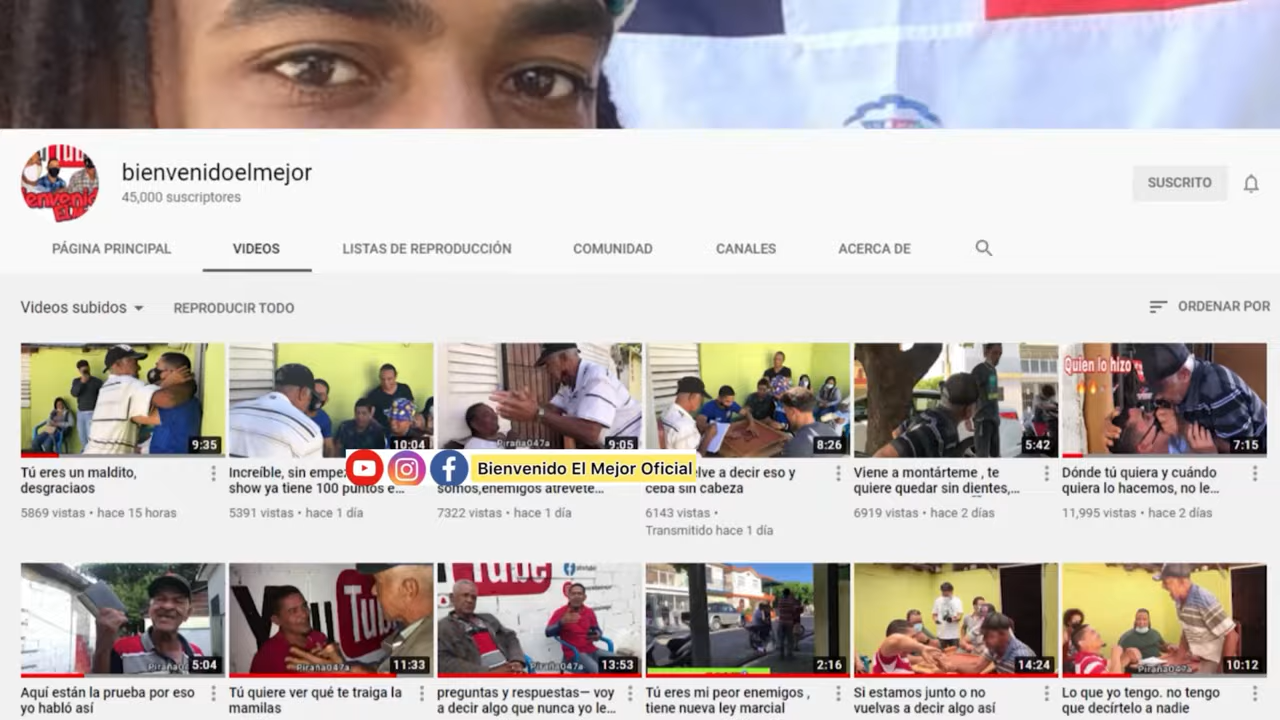 bienvenidoelmejor
45,000 suscriptores
SUSCRITO
PÁGINA PRINCIPAL
VIDEOS
LISTAS DE REPRODUCCIÓN
COMUNIDAD
CANALES
ACERCA DE
Videos subidos
REPRODUCIR TODO
ORDENAR POR
9:35
10:04
Piraña047a
9:05
8:26
5:42
Quien lo hizo
7:15
Tú eres un maldito,
desgraciaos
5869 vistas • hace 15 horas
Increíble, sin
show ya tiene 100 puntos e...
5391 vistas • hace 1 día
somos,enemigos atrevete...
7322 vistas • hace 1 día
a decir eso y
ceba sin cabeza
6143 vistas •
Transmitido hace 1 día
Viene a montárteme , te
quiere quedar sin dientes,...
6919 vistas • hace 2 días
Dónde tú quiera y cuándo
quiera lo hacemos, no le...
11,995 vistas • hace 2 días
Bienvenido El Mejor Oficial
5:04
YouTube
Piraña047a
11:33
Tube
Piraña047a
13:53
2:16
14:24
Piraña047a
10:12
Aquí están la prueba por eso
yo habló así
Tú quiere ver qué te traiga la
mamilas
preguntas y respuestas— voy
a decir algo que nunca yo le...
Tú eres mi peor enemigos ,
tiene nueva ley marcial
Si estamos junto o no
vuelvas a decir algo así
Lo que yo tengo. no tengo
que decírtelo a nadie